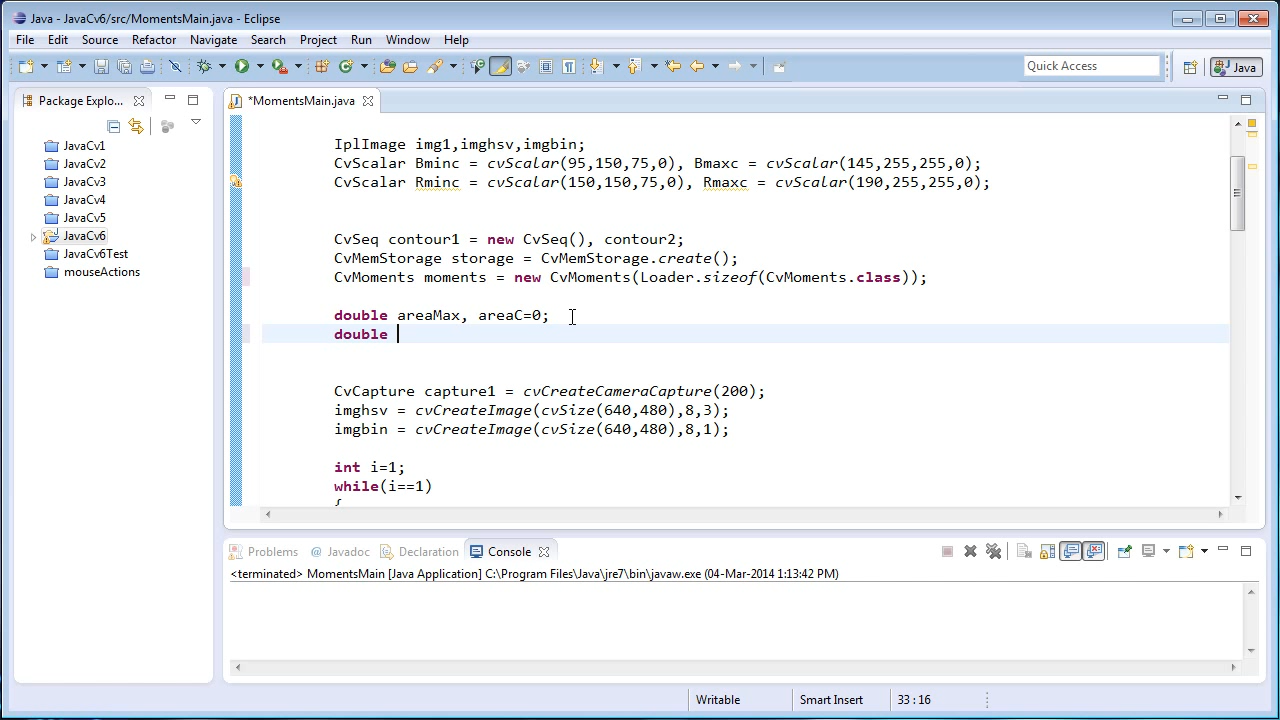 Java - JavaCv6/src/MomentsMain.java - Eclipse
File Edit Source Refactor Navigate Search Project Run Window Help
Quick Access
Java
Package Explo...
*MomentsMain.java
JavaCv1
JavaCv2
JavaCv3
JavaCv4
JavaCv5
JavaCv6
JavaCv6Test
mouseActions
IplImage img1,imghsv,imgbin;
CvScalar Bminc = cvScalar(95,150,75,0), Bmaxc = cvScalar(145,255,255,0);
CvScalar Rminc = cvScalar(150,150,75,0), Rmaxc = cvScalar(190,255,255,0);
CvSeq contour1 = new CvSeq(), contour2;
CvMemStorage storage = CvMemStorage.create();
CvMoments moments = new CvMoments(Loader.sizeof(CvMoments.class));
double areaMax, areaC=0;
double
CvCapture capture1 = cvCreateCameraCapture(200);
imghsv = cvCreateImage(cvSize(640,480),8,3);
imgbin = cvCreateImage(cvSize(640,480),8,1);
int i=1;
while(i==1)
{
Problems @ Javadoc Declaration Console
<terminated> MomentsMain [Java Application] C:\Program Files\Java\jre7\bin\javaw.exe (04-Mar-2014 1:13:42 PM)
Writable Smart Insert 33 : 16